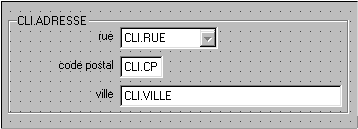 CLI.ADRESSE
rue CLI.RUE
code postal CLI.CP
ville CLI.VILLE